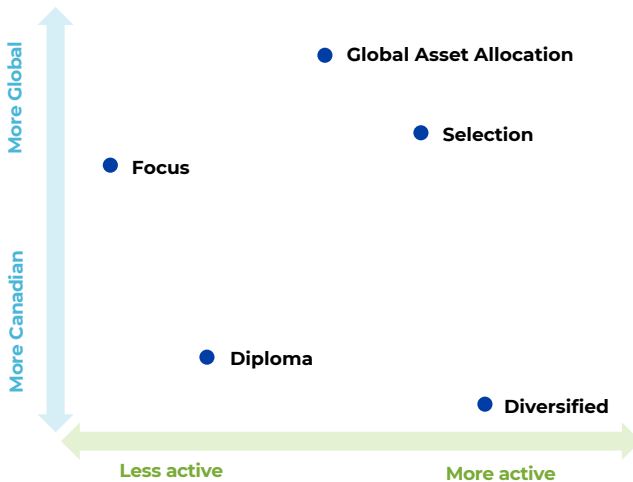 More Global
More Canadian
Global Asset Allocation
Selection
Focus
Diploma
Diversified
Less active
More active